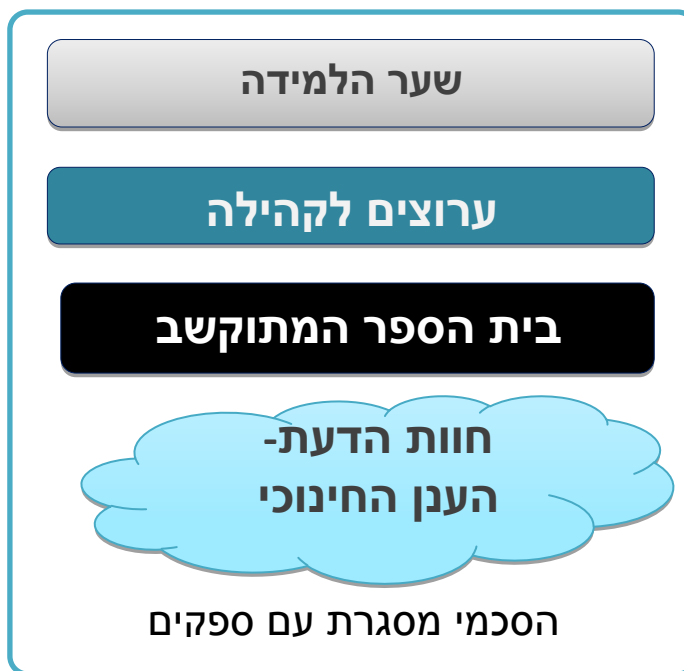 שער הלמידה
ערוצים לקהילה
בית הספר המתוקשב
חוות הדעת-
הענן החינוכי
הסכמי מסגרת עם ספקים